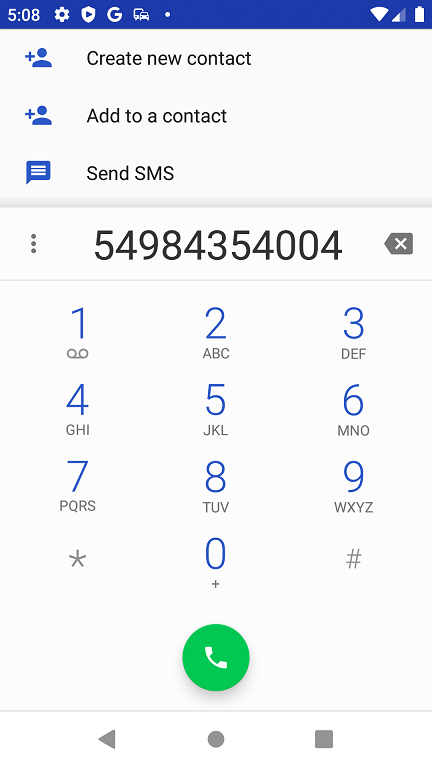 5:08
Create new contact
Add to a contact
Send SMS
54984354004
1 2 3
ABC DEF
4 5 6
GHI JKL MNO
7 8 9
PQRS TUV WXYZ
* 0 #
+